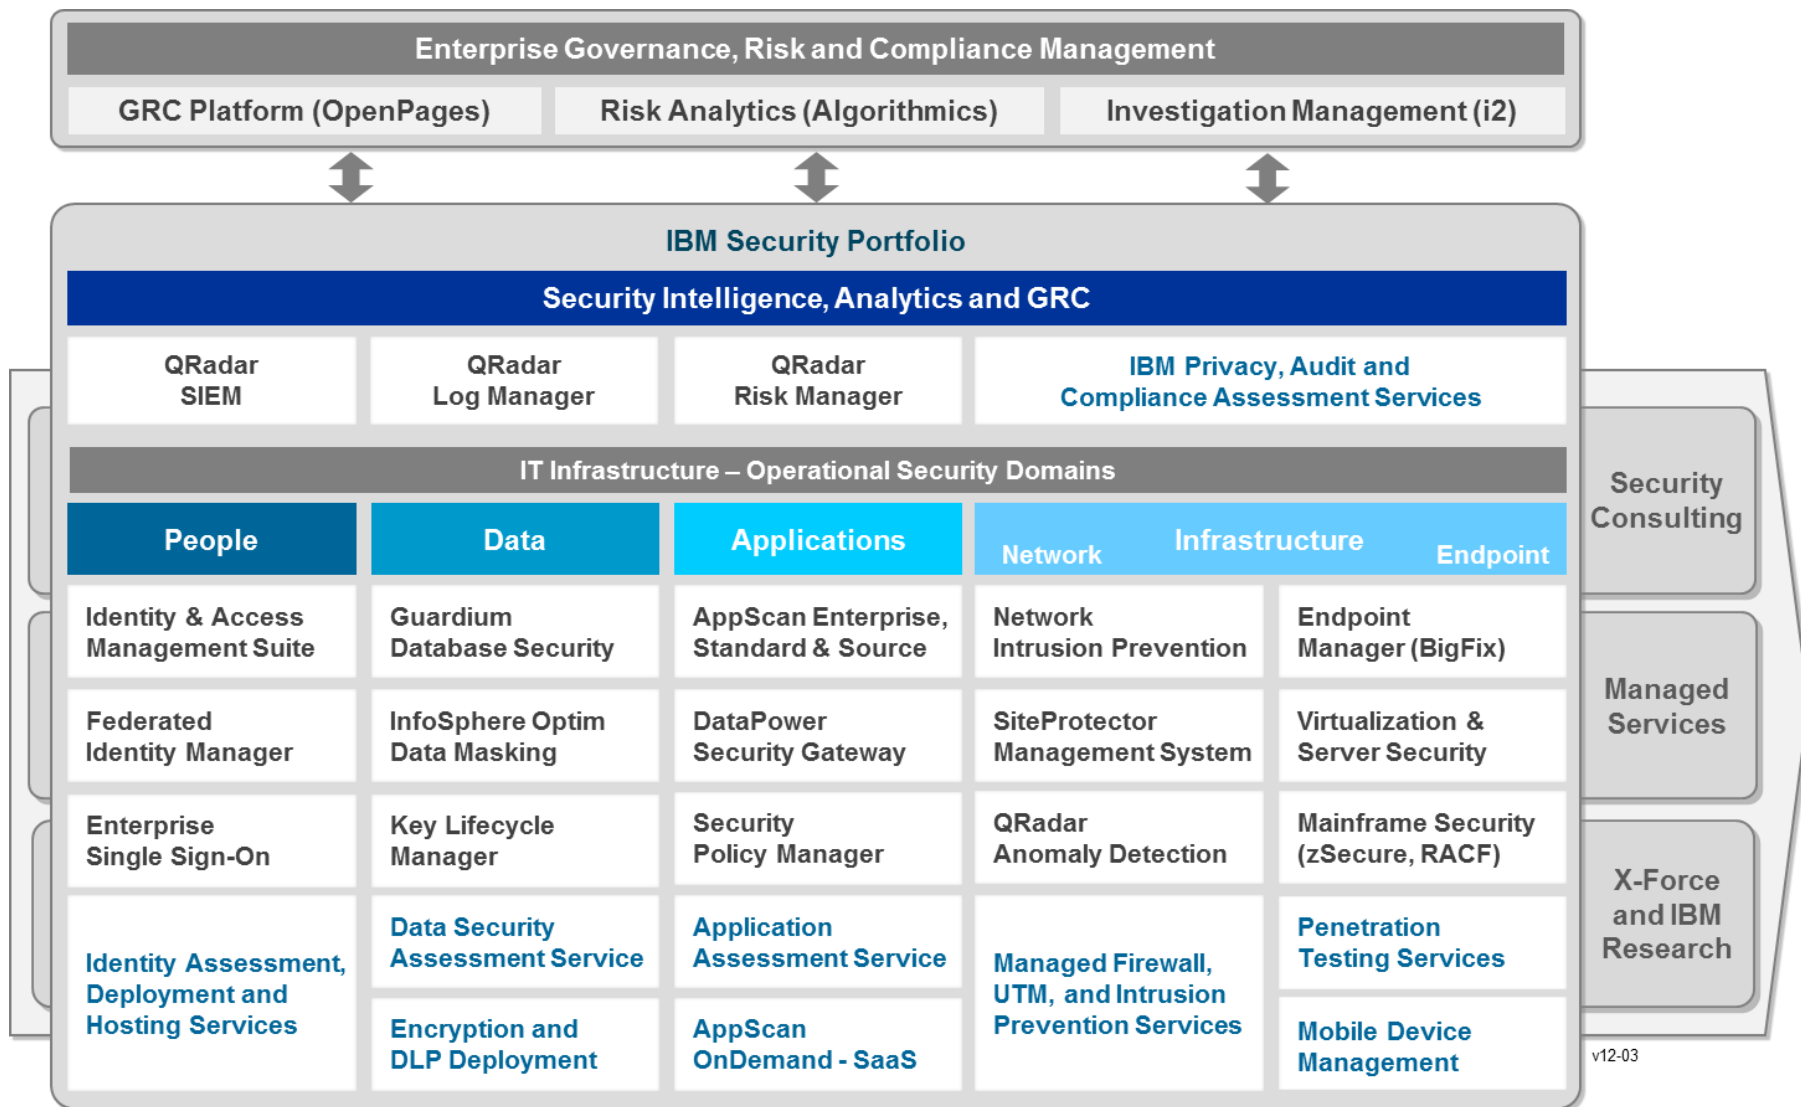 Enterprise Governance, Risk and Compliance Management
GRC Platform (OpenPages)
Risk Analytics (Algorithmics)
Investigation Management (i2)
IBM Security Portfolio
Security Intelligence, Analytics and GRC
QRadar
SIEM
QRadar
Log Manager
QRadar
Risk Manager
IBM Privacy, Audit and
Compliance Assessment Services
IT Infrastructure – Operational Security Domains
People
Data
Applications
Infrastructure
Network
Endpoint
Identity & Access
Management Suite
Guardium
Database Security
AppScan Enterprise,
Standard & Source
Network
Intrusion Prevention
Endpoint
Manager (BigFix)
Federated
Identity Manager
InfoSphere Optim
Data Masking
DataPower
Security Gateway
SiteProtector
Management System
Virtualization &
Server Security
Enterprise
Single Sign-On
Key Lifecycle
Manager
Security
Policy Manager
QRadar
Anomaly Detection
Mainframe Security
(zSecure, RACF)
Identity Assessment,
Deployment and
Hosting Services
Data Security
Assessment Service
Application
Assessment Service
Managed Firewall,
UTM, and Intrusion
Prevention Services
Penetration
Testing Services
Encryption and
DLP Deployment
AppScan
OnDemand - SaaS
Mobile Device
Management
Security
Consulting
Managed
Services
X-Force
and IBM
Research
v12-03